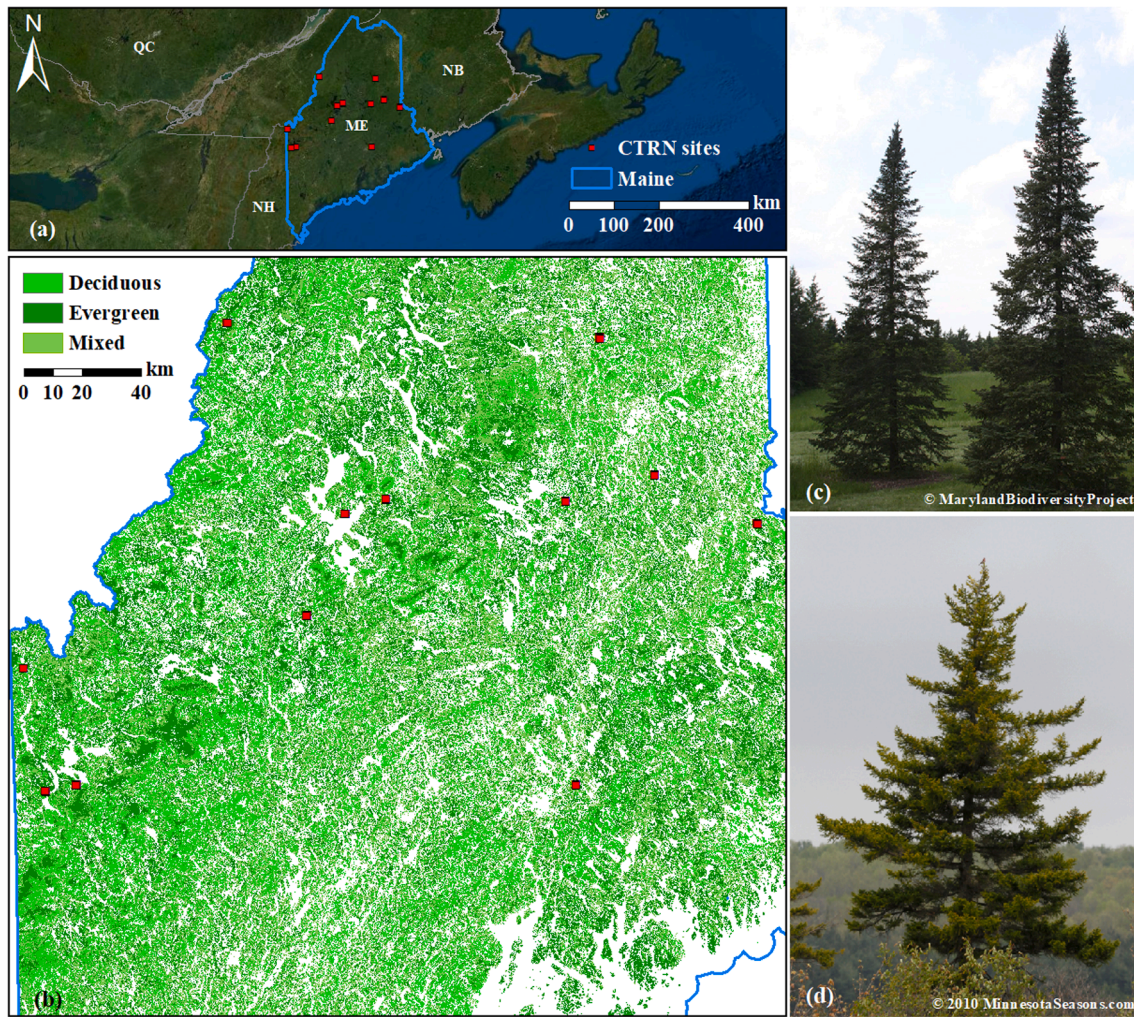 N
QC
NB
ME
NH
CTRN sites
Maine
km
0 100 200 400
(a)
Deciduous
Evergreen
Mixed
km
0 10 20 40
(b)
(c)
© MarylandBiodiversityProject
(d)
© 2010 MinnesotaSeasons.com